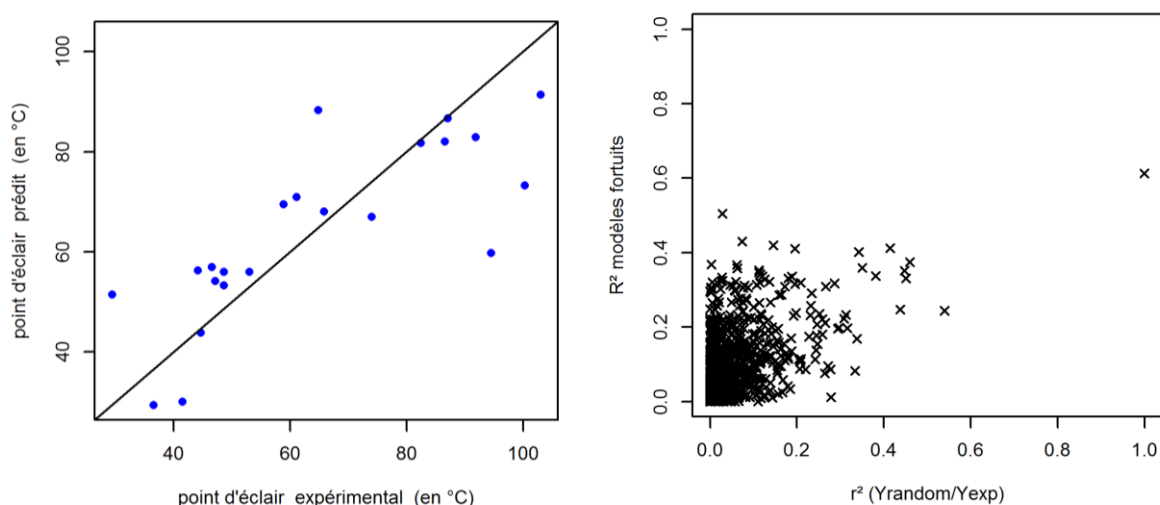 point d'éclair prédit (en °C)
100
80
60
40
40 60 80 100
point d'éclair expérimental (en °C)
R² modèles fortuits
1.0
0.8
0.6
0.4
0.2
0.0
0.0 0.2 0.4 0.6 0.8 1.0
r² (Yrandom/Yexp)